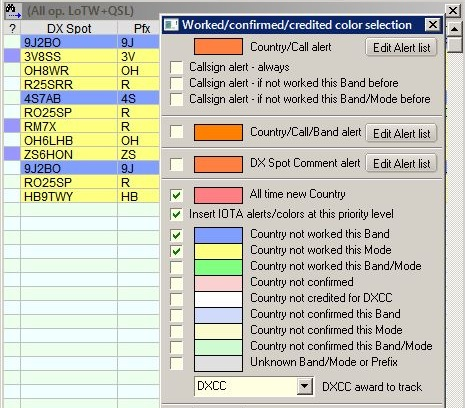 (All op. LoTW+QSL)
? DX Spot Pfx
9J2BO 9J
3V8SS 3V
OH8WR OH
R25SRR R
4S7AB 4S
RO25SP R
RM7X R
OH6LHB OH
ZS6HON ZS
9J2BO 9J
RO25SP R
HB9TWY HB
Worked/confirmed/credited color selection
Country/Call alert Edit Alert list
Callsign alert - always
Callsign alert - if not worked this Band before
Callsign alert - if not worked this Band/Mode before
Country/Call/Band alert Edit Alert list
DX Spot Comment alert Edit Alert list
All time new Country
Insert IOTA alerts/colors at this priority level
Country not worked this Band
Country not worked this Mode
Country not worked this Band/Mode
Country not confirmed
Country not credited for DXCC
Country not confirmed this Band
Country not confirmed this Mode
Country not confirmed this Band/Mode
Unknown Band/Mode or Prefix
DXCC DXCC award to track